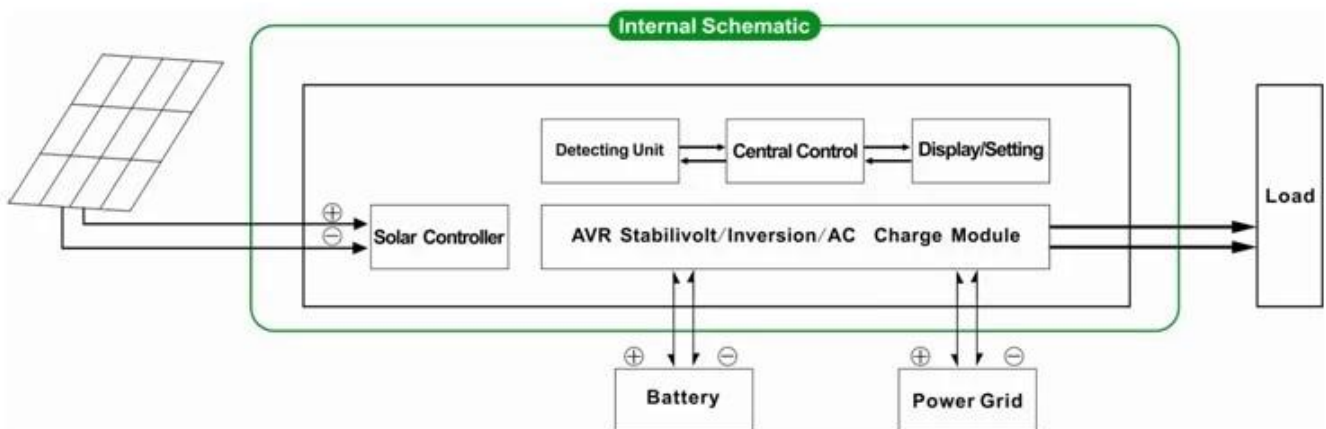 Internal Schematic
Detecting Unit
Central Control
Display/Setting
Load
⊕
⊖
Solar Controller
AVR Stabilivolt/Inversion/AC Charge Module
⊕
⊖
⊕
⊖
Battery
Power Grid